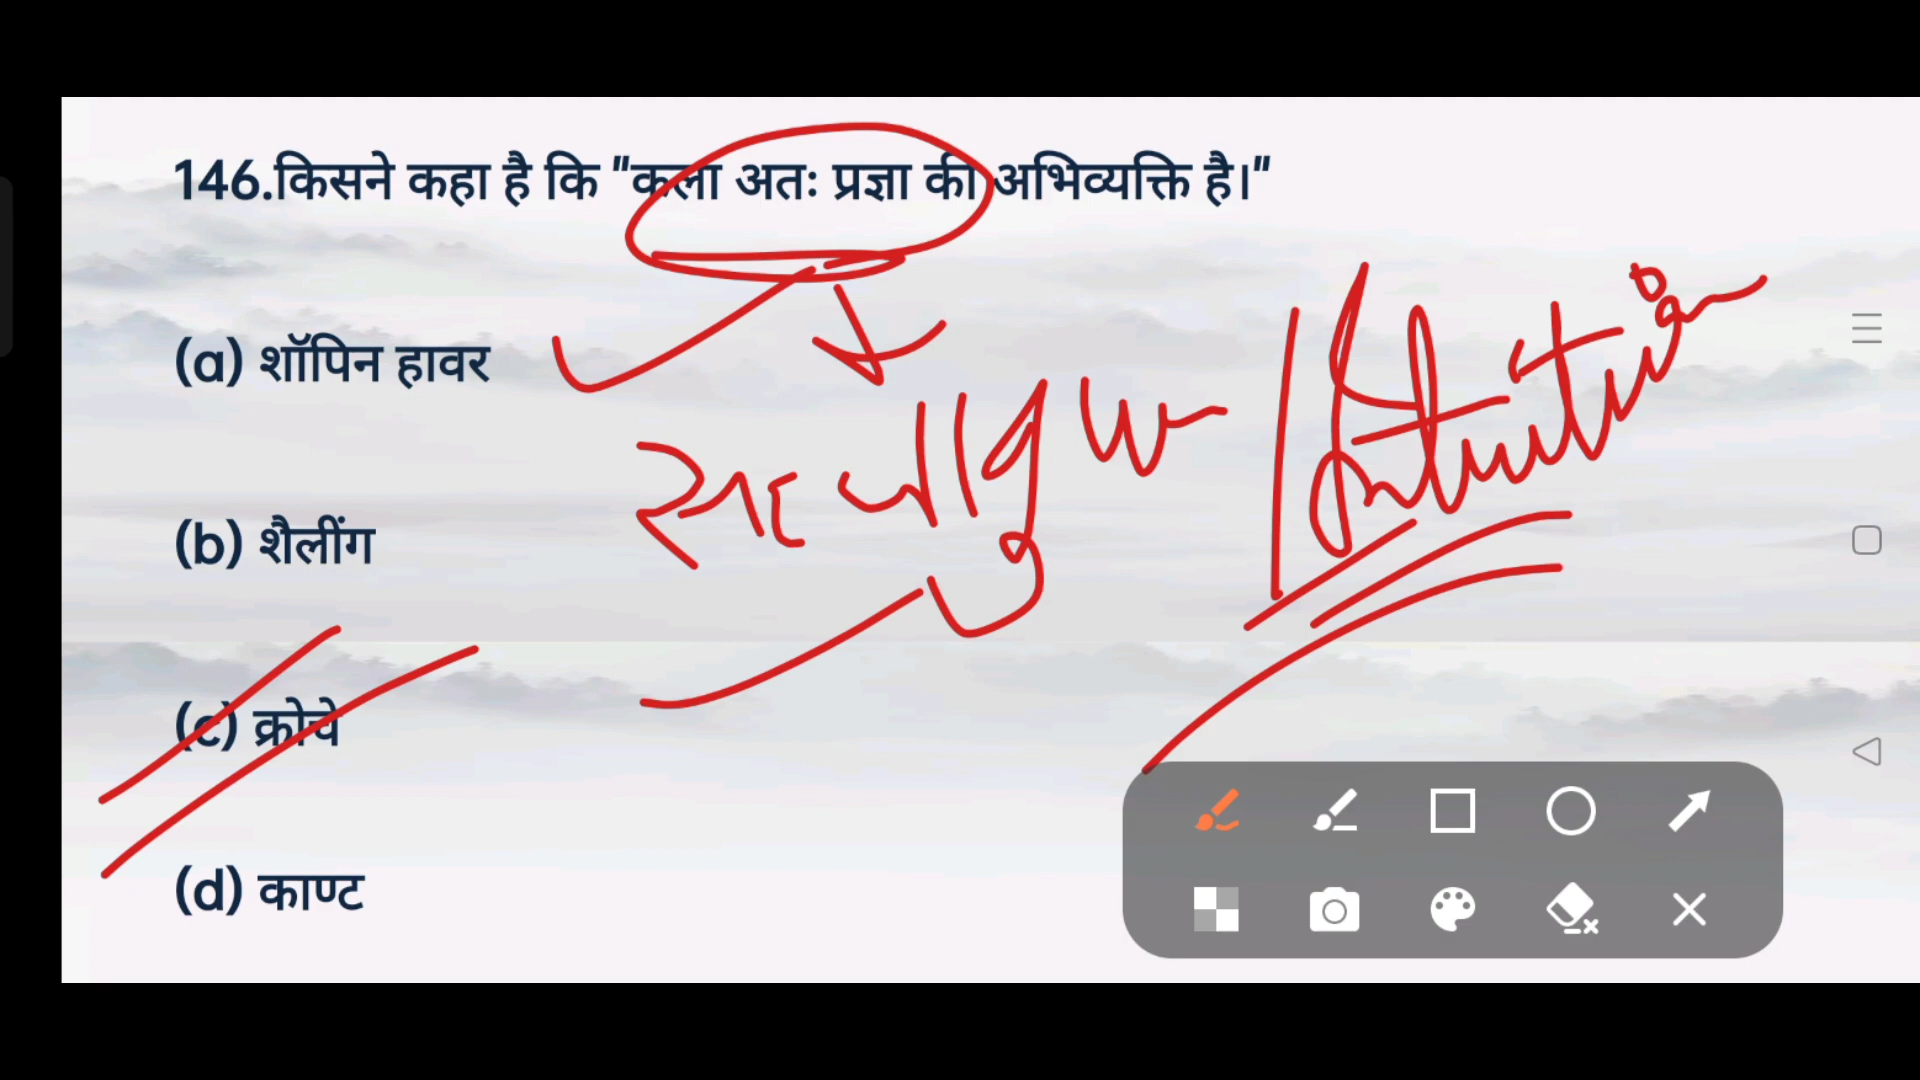 146.किसने कहा है कि "कला अतः प्रज्ञा की अभिव्यक्ति है।"
(a) शॉपिन हावर
(b) शैलींग
(c) क्रोचे
(d) काण्ट
Intuition